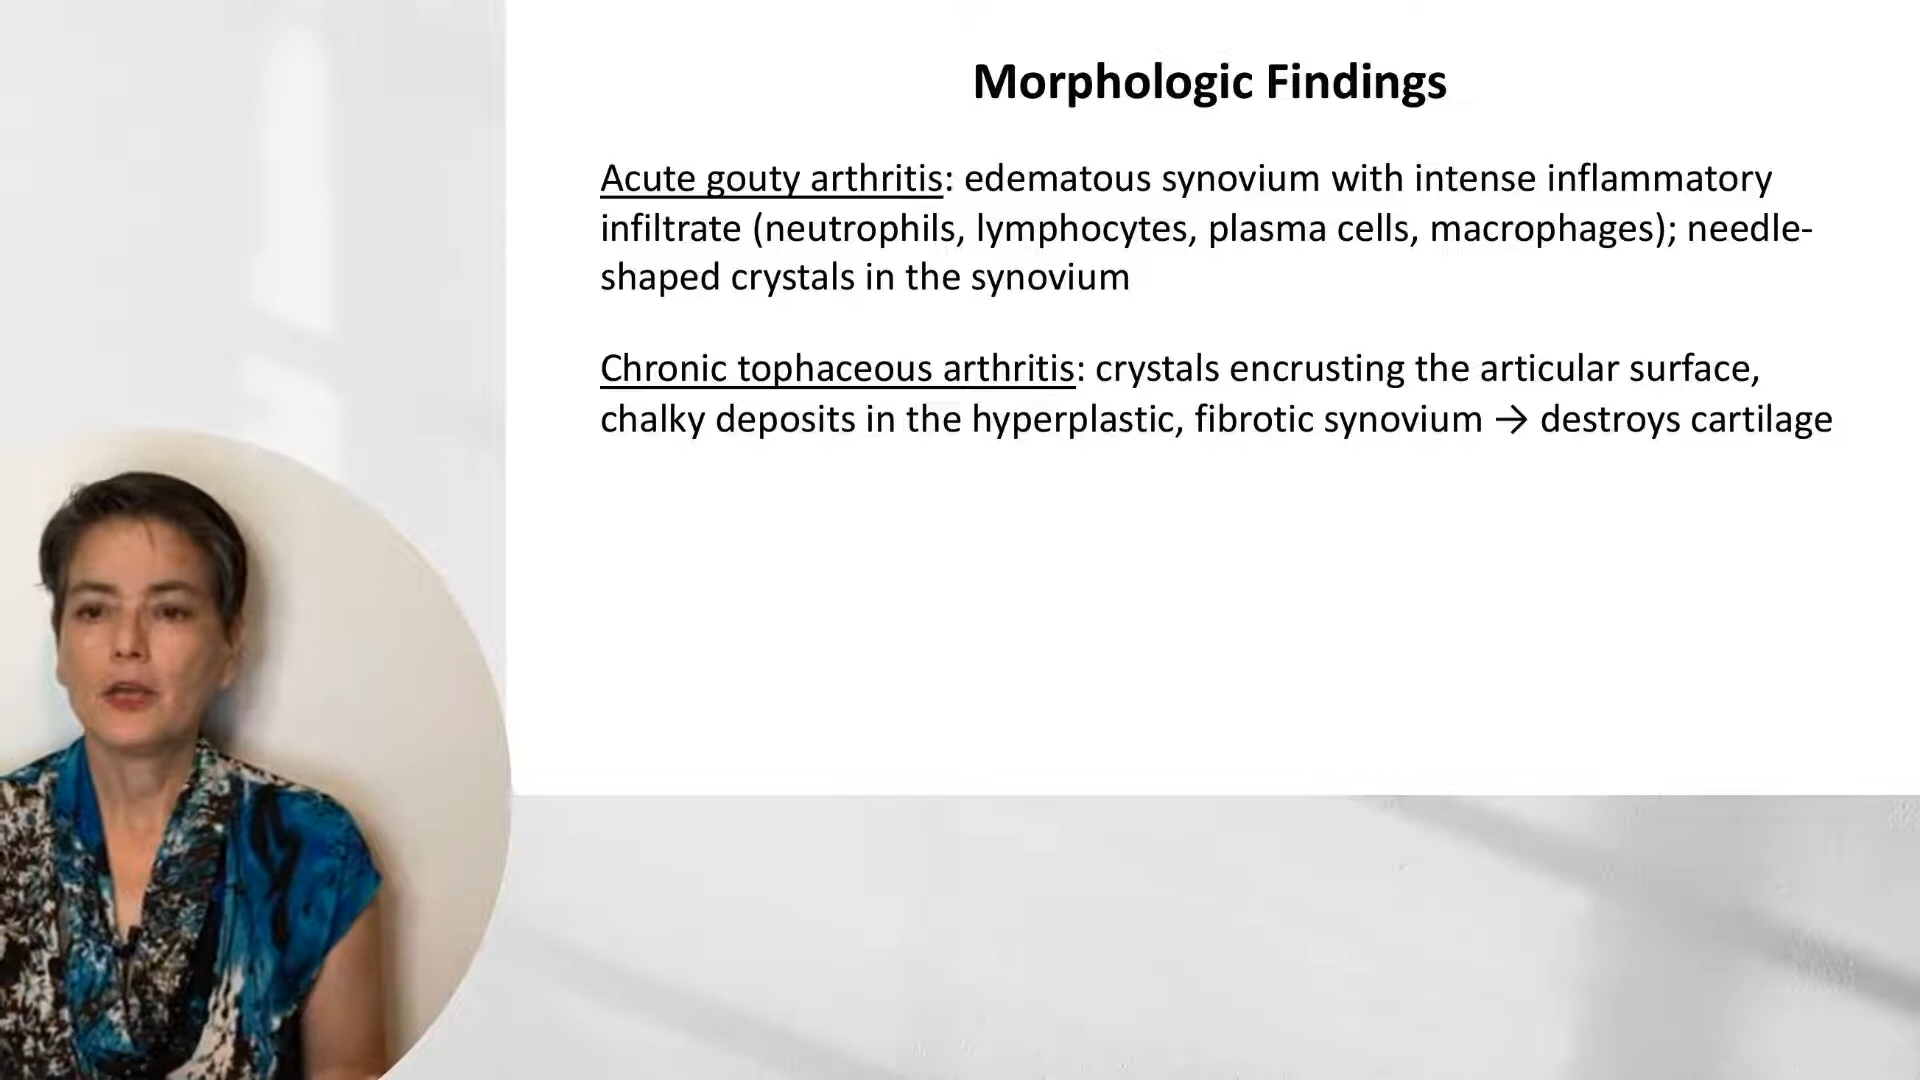 Morphologic Findings
Acute gouty arthritis: edematous synovium with intense inflammatory
infiltrate (neutrophils, lymphocytes, plasma cells, macrophages); needle-
shaped crystals in the synovium
Chronic tophaceous arthritis: crystals encrusting the articular surface,
chalky deposits in the hyperplastic, fibrotic synovium → destroys cartilage